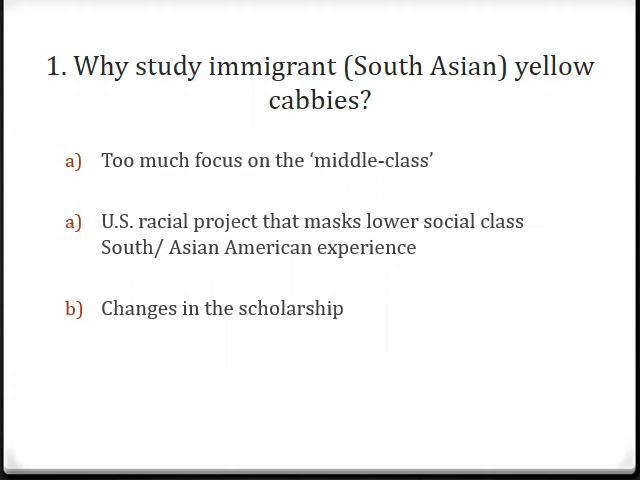 1. Why study immigrant (South Asian) yellow
cabbies?
a) Too much focus on the ‘middle-class’
a) U.S. racial project that masks lower social class
South/ Asian American experience
b) Changes in the scholarship